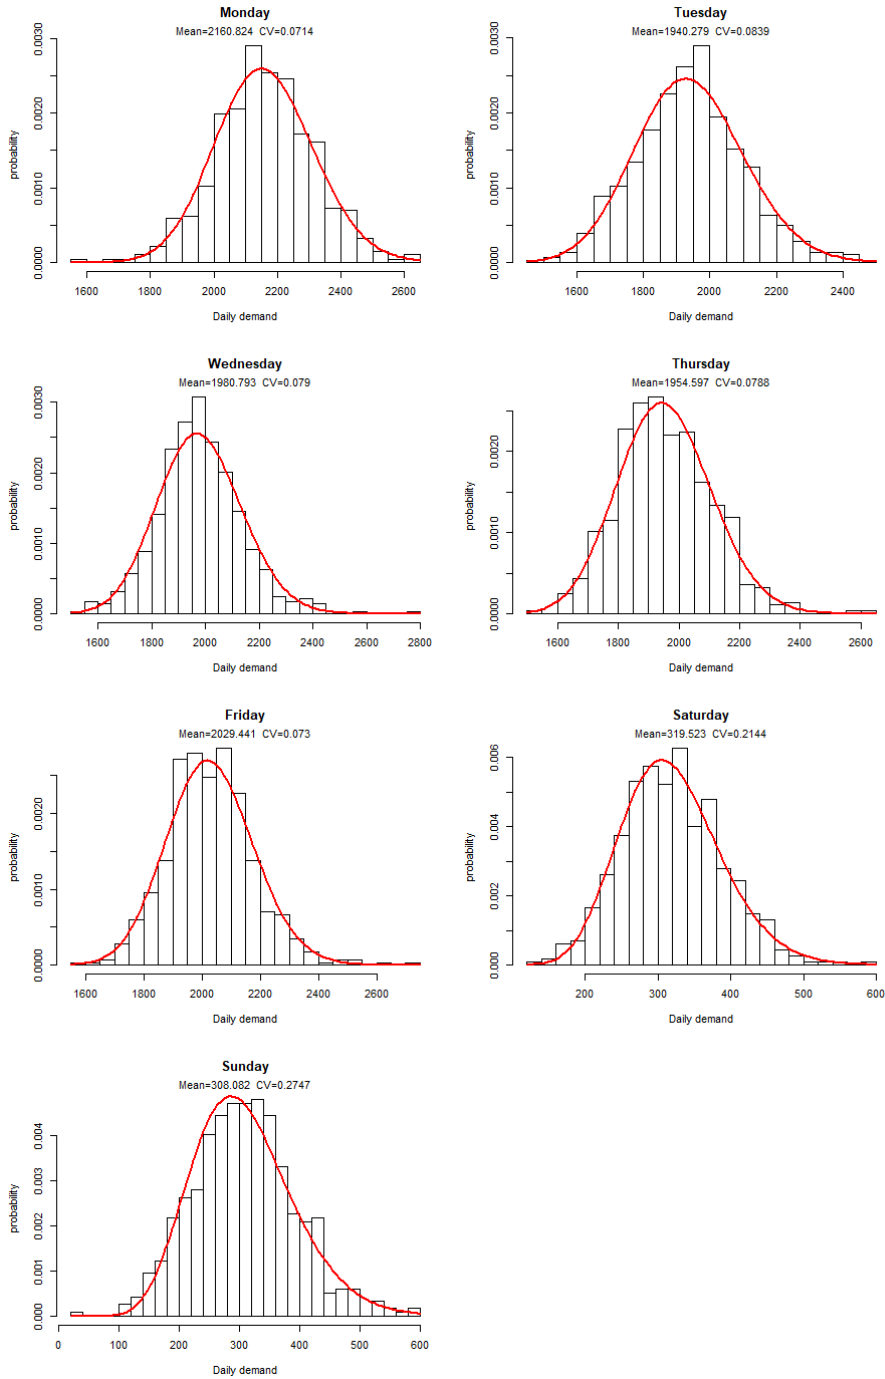 Monday
Mean=2160.824 CV=0.0714
probability
0.0000 0.0010 0.0020 0.0030
1600 1800 2000 2200 2400 2600
Daily demand
Tuesday
Mean=1940.279 CV=0.0839
probability
0.0000 0.0010 0.0020 0.0030
1600 1800 2000 2200 2400
Daily demand
Wednesday
Mean=1980.793 CV=0.079
probability
0.0000 0.0010 0.0020 0.0030
1600 1800 2000 2200 2400 2600 2800
Daily demand
Thursday
Mean=1954.597 CV=0.0788
probability
0.0000 0.0010 0.0020
1600 1800 2000 2200 2400 2600
Daily demand
Friday
Mean=2029.441 CV=0.073
probability
0.0000 0.0010 0.0020
1600 1800 2000 2200 2400 2600
Daily demand
Saturday
Mean=319.523 CV=0.2144
probability
0.000 0.002 0.004 0.006
200 300 400 500 600
Daily demand
Sunday
Mean=308.082 CV=0.2747
probability
0.000 0.001 0.002 0.003 0.004
0 100 200 300 400 500 600
Daily demand